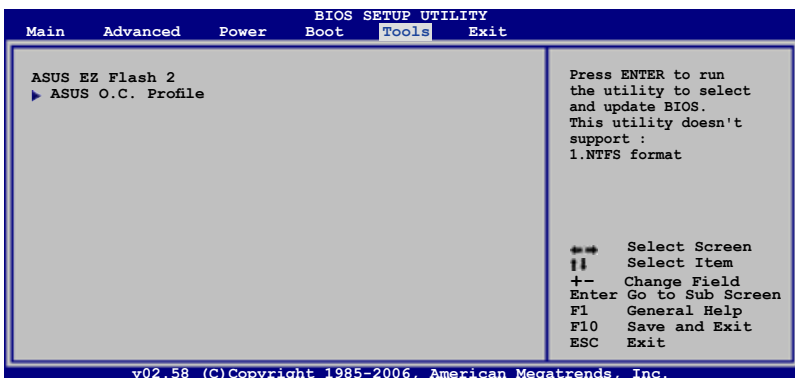 BIOS SETUP UTILITY
Main Advanced Power Boot Tools Exit
ASUS EZ Flash 2
ASUS O.C. Profile
Press ENTER to run
the utility to select
and update BIOS.
This utility doesn't
support :
1.NTFS format
Select Screen
Select Item
+- Change Field
Enter Go to Sub Screen
F1 General Help
F10 Save and Exit
ESC Exit
v02.58 (C)Copyright 1985-2006, American Megatrends, Inc.